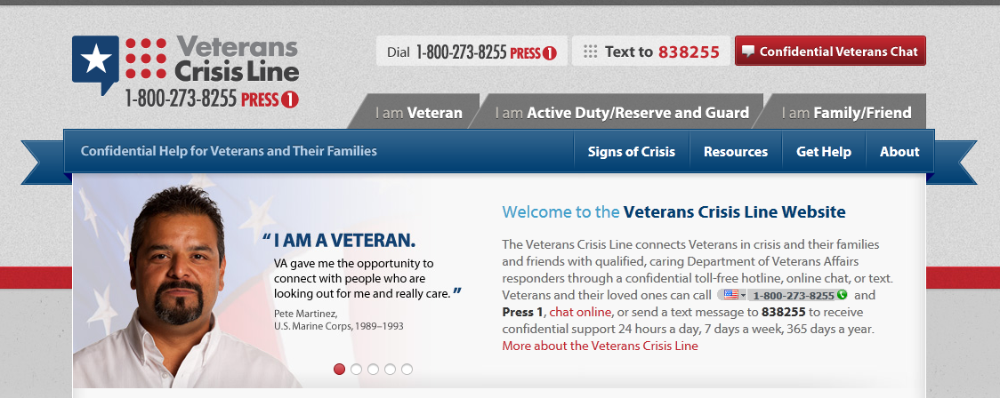 Veterans
Crisis Line
1-800-273-8255 PRESS 1
Dial 1-800-273-8255 PRESS 1
Text to 838255
Confidential Veterans Chat
I am Veteran
I am Active Duty/Reserve and Guard
I am Family/Friend
Confidential Help for Veterans and Their Families
Signs of Crisis
Resources
Get Help
About
“ I AM A VETERAN.
VA gave me the opportunity to
connect with people who are
looking out for me and really care. ”
Pete Martinez,
U.S. Marine Corps, 1989–1993
Welcome to the Veterans Crisis Line Website
The Veterans Crisis Line connects Veterans in crisis and their families
and friends with qualified, caring Department of Veterans Affairs
responders through a confidential toll-free hotline, online chat, or text.
Veterans and their loved ones can call 1-800-273-8255 and
Press 1, chat online, or send a text message to 838255 to receive
confidential support 24 hours a day, 7 days a week, 365 days a year.
More about the Veterans Crisis Line